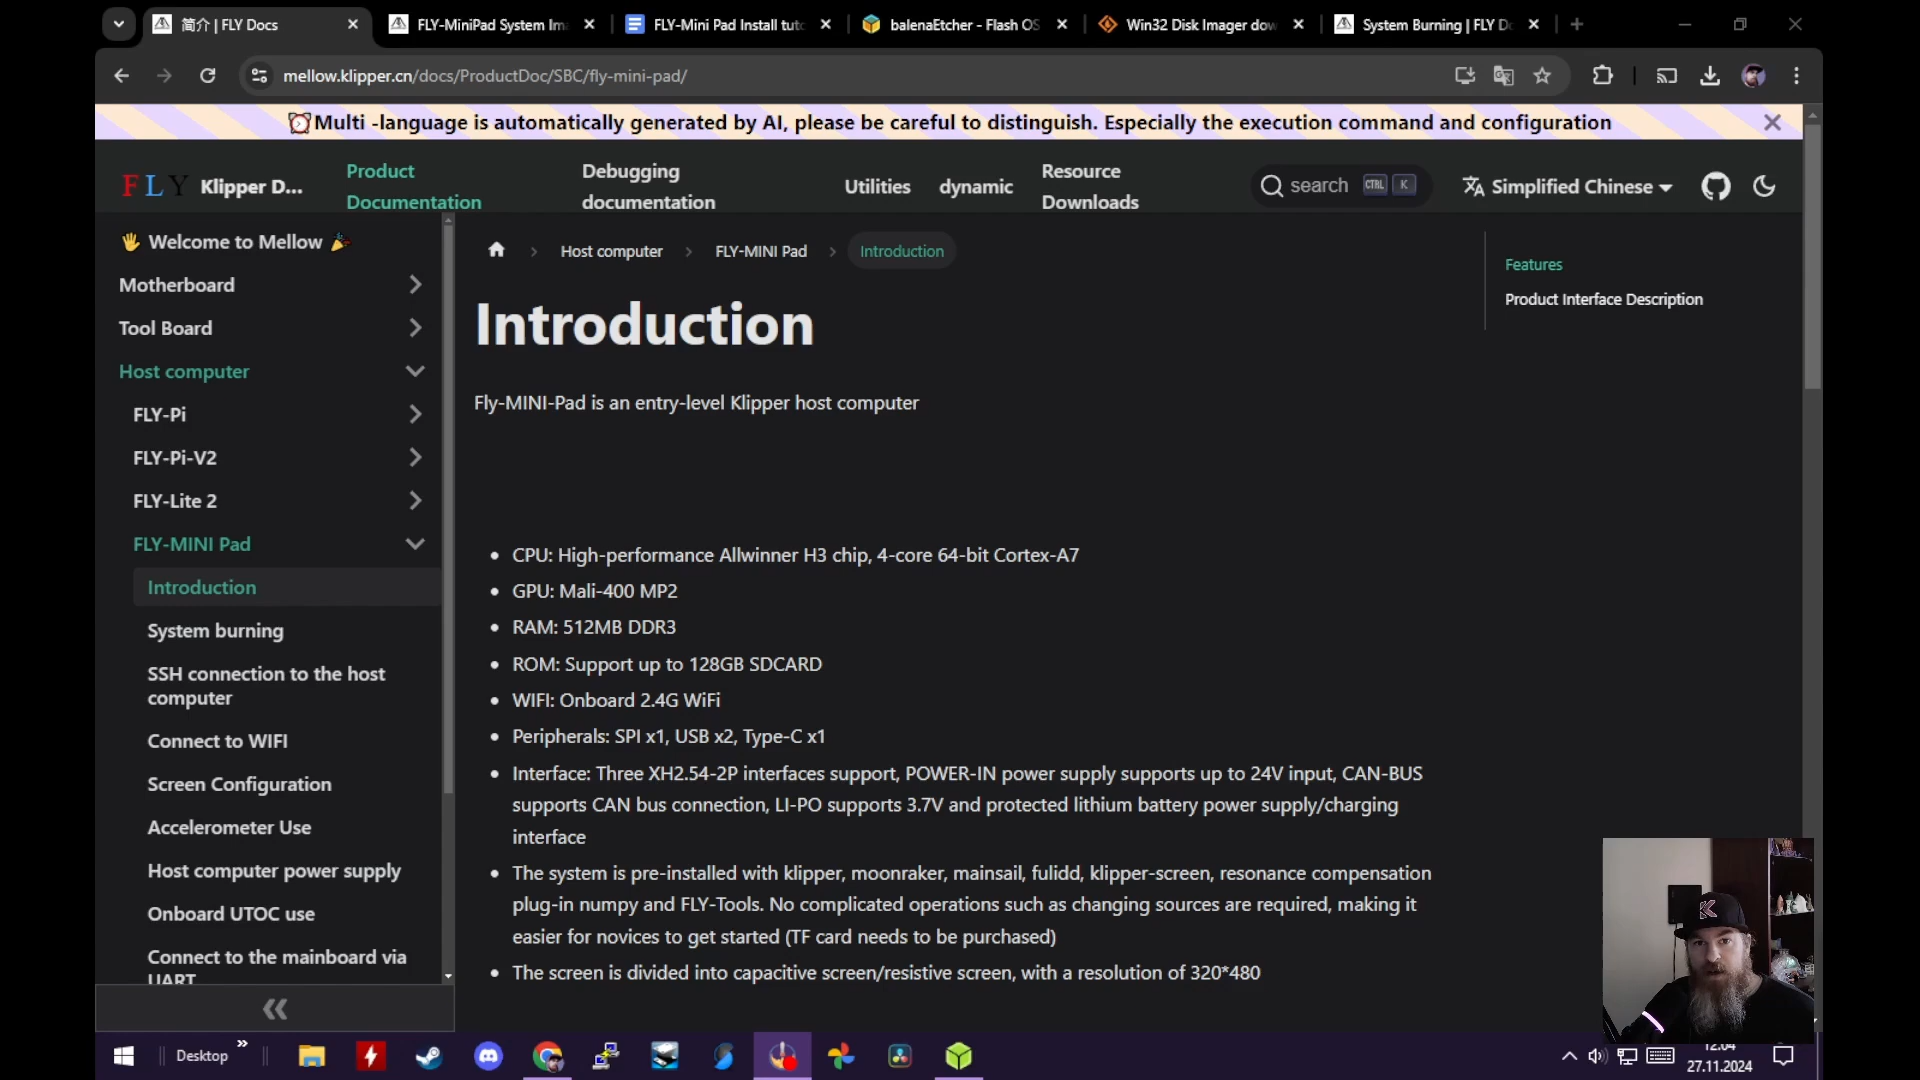 简介 | FLY Docs
FLY-MiniPad System Im
FLY-Mini Pad Install tuto
balenaEtcher - Flash OS
Win32 Disk Imager dow
System Burning | FLY Do
mellow.klipper.cn/docs/ProductDoc/SBC/fly-mini-pad/
Multi -language is automatically generated by AI, please be careful to distinguish. Especially the execution command and configuration
FLY
Klipper D...
Product Documentation
Debugging documentation
Utilities
dynamic
Resource Downloads
search CTRL K
Simplified Chinese
Welcome to Mellow
Motherboard
Tool Board
Host computer
FLY-Pi
FLY-Pi-V2
FLY-Lite 2
FLY-MINI Pad
Introduction
System burning
SSH connection to the host
computer
Connect to WIFI
Screen Configuration
Accelerometer Use
Host computer power supply
Onboard UTOC use
Connect to the mainboard via
UART
Host computer
FLY-MINI Pad
Introduction
Introduction
Fly-MINI-Pad is an entry-level Klipper host computer
CPU: High-performance Allwinner H3 chip, 4-core 64-bit Cortex-A7
GPU: Mali-400 MP2
RAM: 512MB DDR3
ROM: Support up to 128GB SDCARD
WIFI: Onboard 2.4G WiFi
Peripherals: SPI x1, USB x2, Type-C x1
Interface: Three XH2.54-2P interfaces support, POWER-IN power supply supports up to 24V input, CAN-BUS
supports CAN bus connection, LI-PO supports 3.7V and protected lithium battery power supply/charging
interface
The system is pre-installed with klipper, moonraker, mainsail, fulidd, klipper-screen, resonance compensation
plug-in numpy and FLY-Tools. No complicated operations such as changing sources are required, making it
easier for novices to get started (TF card needs to be purchased)
The screen is divided into capacitive screen/resistive screen, with a resolution of 320*480
Features
Product Interface Description
K
Desktop
12:04
27.11.2024